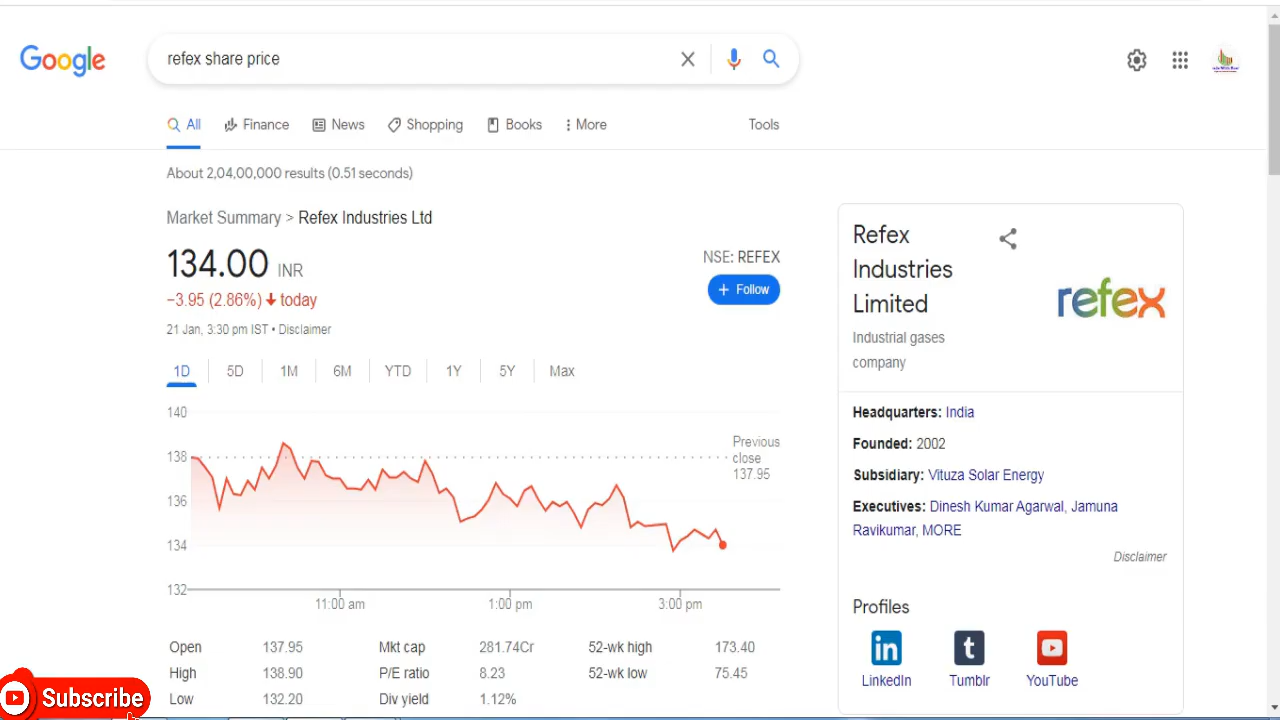 Google
refex share price
All
Finance
News
Shopping
Books
More
Tools
About 2,04,00,000 results (0.51 seconds)
Market Summary > Refex Industries Ltd
134.00 INR
NSE: REFEX
−3.95 (2.86%) today
+ Follow
21 Jan, 3:30 pm IST • Disclaimer
1D
5D
1M
6M
YTD
1Y
5Y
Max
140
138
136
134
132
Previous
close
137.95
11:00 am
1:00 pm
3:00 pm
Open 137.95
Mkt cap 281.74Cr
52-wk high 173.40
High 138.90
P/E ratio 8.23
52-wk low 75.45
Low 132.20
Div yield 1.12%
Refex
Industries
Limited
refex
Industrial gases
company
Headquarters: India
Founded: 2002
Subsidiary: Vituza Solar Energy
Executives: Dinesh Kumar Agarwal, Jamuna
Ravikumar, MORE
Disclaimer
Profiles
in
t
LinkedIn
Tumblr
YouTube
Subscribe